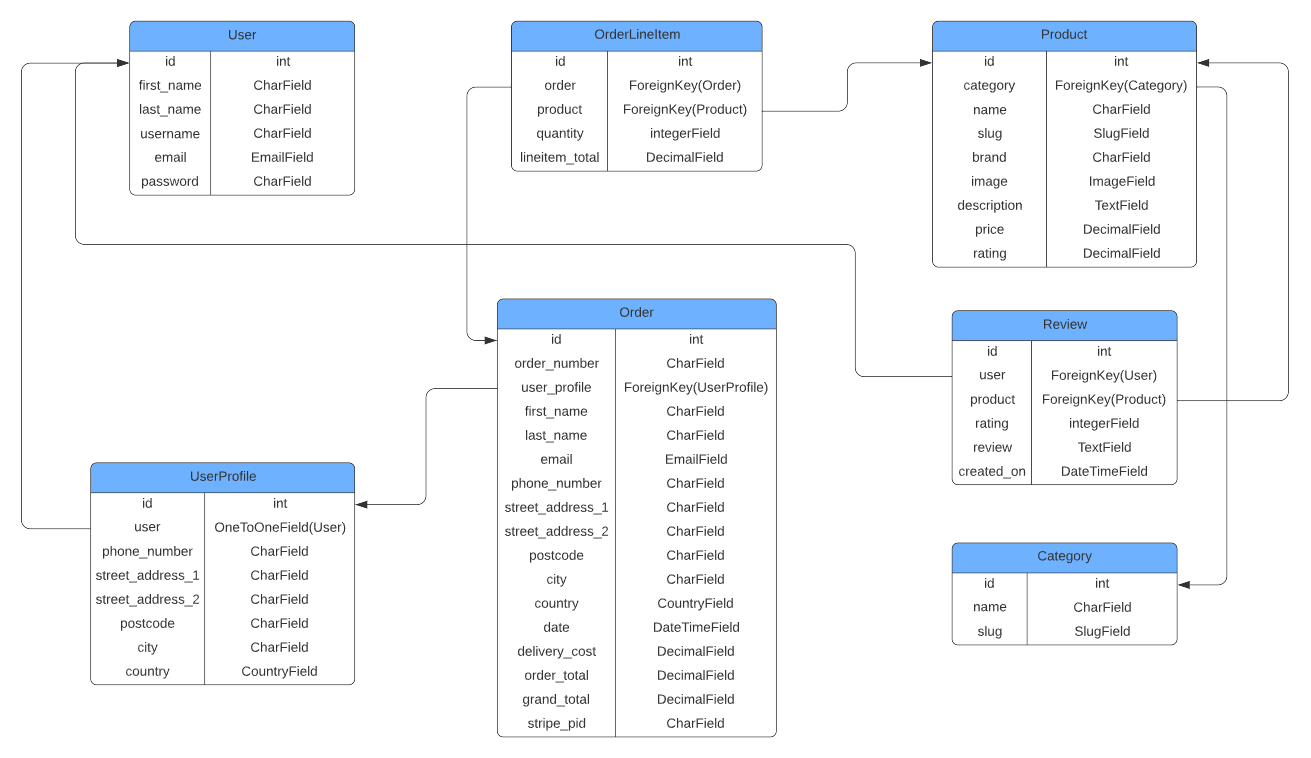 User
id int
first_name CharField
last_name CharField
username CharField
email EmailField
password CharField
OrderLineItem
id int
order ForeignKey(Order)
product ForeignKey(Product)
quantity integerField
lineitem_total DecimalField
Product
id int
category ForeignKey(Category)
name CharField
slug SlugField
brand CharField
image ImageField
description TextField
price DecimalField
rating DecimalField
Order
id int
order_number CharField
user_profile ForeignKey(UserProfile)
first_name CharField
last_name CharField
email EmailField
phone_number CharField
street_address_1 CharField
street_address_2 CharField
postcode CharField
city CharField
country CountryField
date DateTimeField
delivery_cost DecimalField
order_total DecimalField
grand_total DecimalField
stripe_pid CharField
Review
id int
user ForeignKey(User)
product ForeignKey(Product)
rating integerField
review TextField
created_on DateTimeField
UserProfile
id int
user OneToOneField(User)
phone_number CharField
street_address_1 CharField
street_address_2 CharField
postcode CharField
city CharField
country CountryField
Category
id int
name CharField
slug SlugField